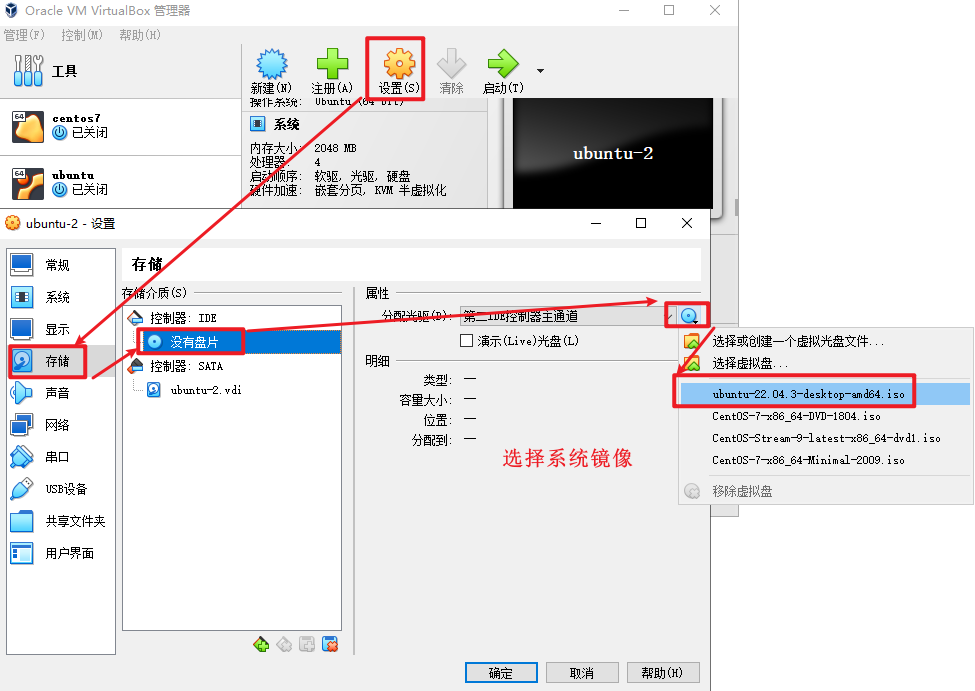 Oracle VM VirtualBox 管理器
管理(F) 控制(M) 帮助(H)
工具
新建(N) 注册(A) 设置(S) 清除 启动(T)
操作系统: Ubuntu (64 bit)
64 centos7
已关闭
系统
内存大小: 2048 MB
处理器: 4
启动顺序: 软驱, 光驱, 硬盘
硬件加速: 嵌套分页, KVM 半虚拟化
ubuntu-2
64 ubuntu
已关闭
ubuntu-2 - 设置
常规
系统
显示
存储
声音
网络
串口
USB设备
共享文件夹
用户界面
存储
存储介质(S)
控制器: IDE
没有盘片
控制器: SATA
ubuntu-2.vdi
属性
分配光驱(D): 第二IDE控制器主通道
演示(Live)光盘(L)
明细
类型: —
容量大小: —
位置: —
分配到: —
选择系统镜像
选择或创建一个虚拟光盘文件...
选择虚拟盘...
ubuntu-22.04.3-desktop-amd64.iso
CentOS-7-x86_64-DVD-1804.iso
CentOS-Stream-9-latest-x86_64-dvd1.iso
CentOS-7-x86_64-Minimal-2009.iso
移除虚拟盘
确定 取消 帮助(H)